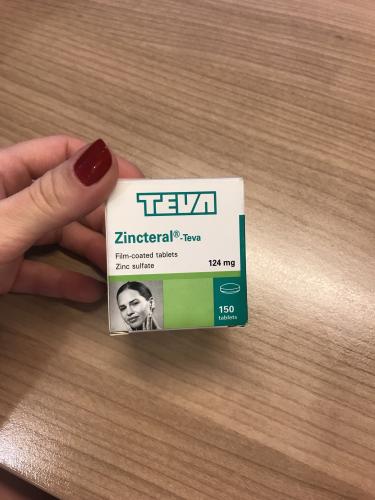 TEVA
Zincteral®-Teva
Film-coated tablets
Zinc sulfate
124 mg
150
tablets